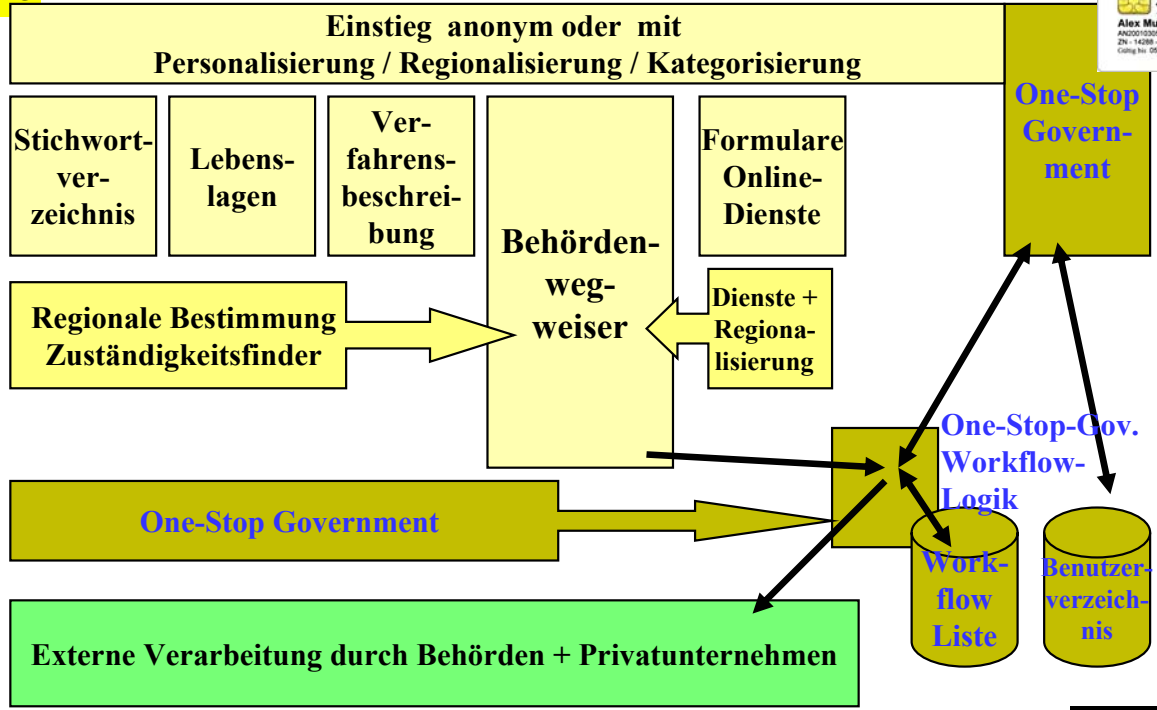 Einstieg anonym oder mit
Personalisierung / Regionalisierung / Kategorisierung
Alex Mu
One-Stop
Govern-
ment
Stichwort-
ver-
zeichnis
Lebens-
lagen
Ver-
fahrens-
beschrei-
bung
Behörden-
weg-
weiser
Formulare
Online-
Dienste
Regionale Bestimmung
Zuständigkeitsfinder
Dienste +
Regiona-
lisierung
One-Stop-Gov.
Workflow-
Logik
One-Stop Government
Work-
flow
Liste
Benutzer-
verzeich-
nis
Externe Verarbeitung durch Behörden + Privatunternehmen